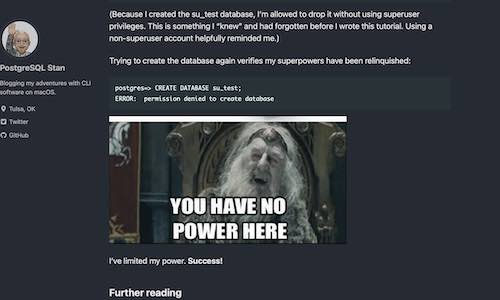 (Because I created the su_test database, I'm allowed to drop it without using superuser
privileges. This is something I “knew” and had forgotten before I wrote this tutorial. Using a
non-superuser account helpfully reminded me.)
PostgreSQL Stan
Blogging my adventures with CLI
software on macOS.
Tulsa, OK
Twitter
GitHub
Trying to create the database again verifies my superpowers have been relinquished:
postgres=> CREATE DATABASE su_test;
ERROR:  permission denied to create database
YOU HAVE NO
POWER HERE
I've limited my power. Success!
Further reading